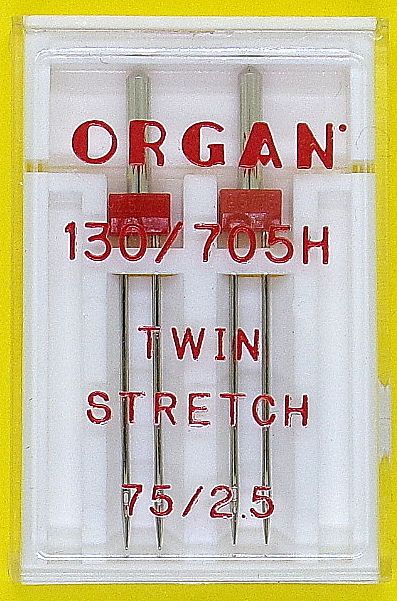 ORGAN
130/705H
TWIN
STRETCH
75/2.5